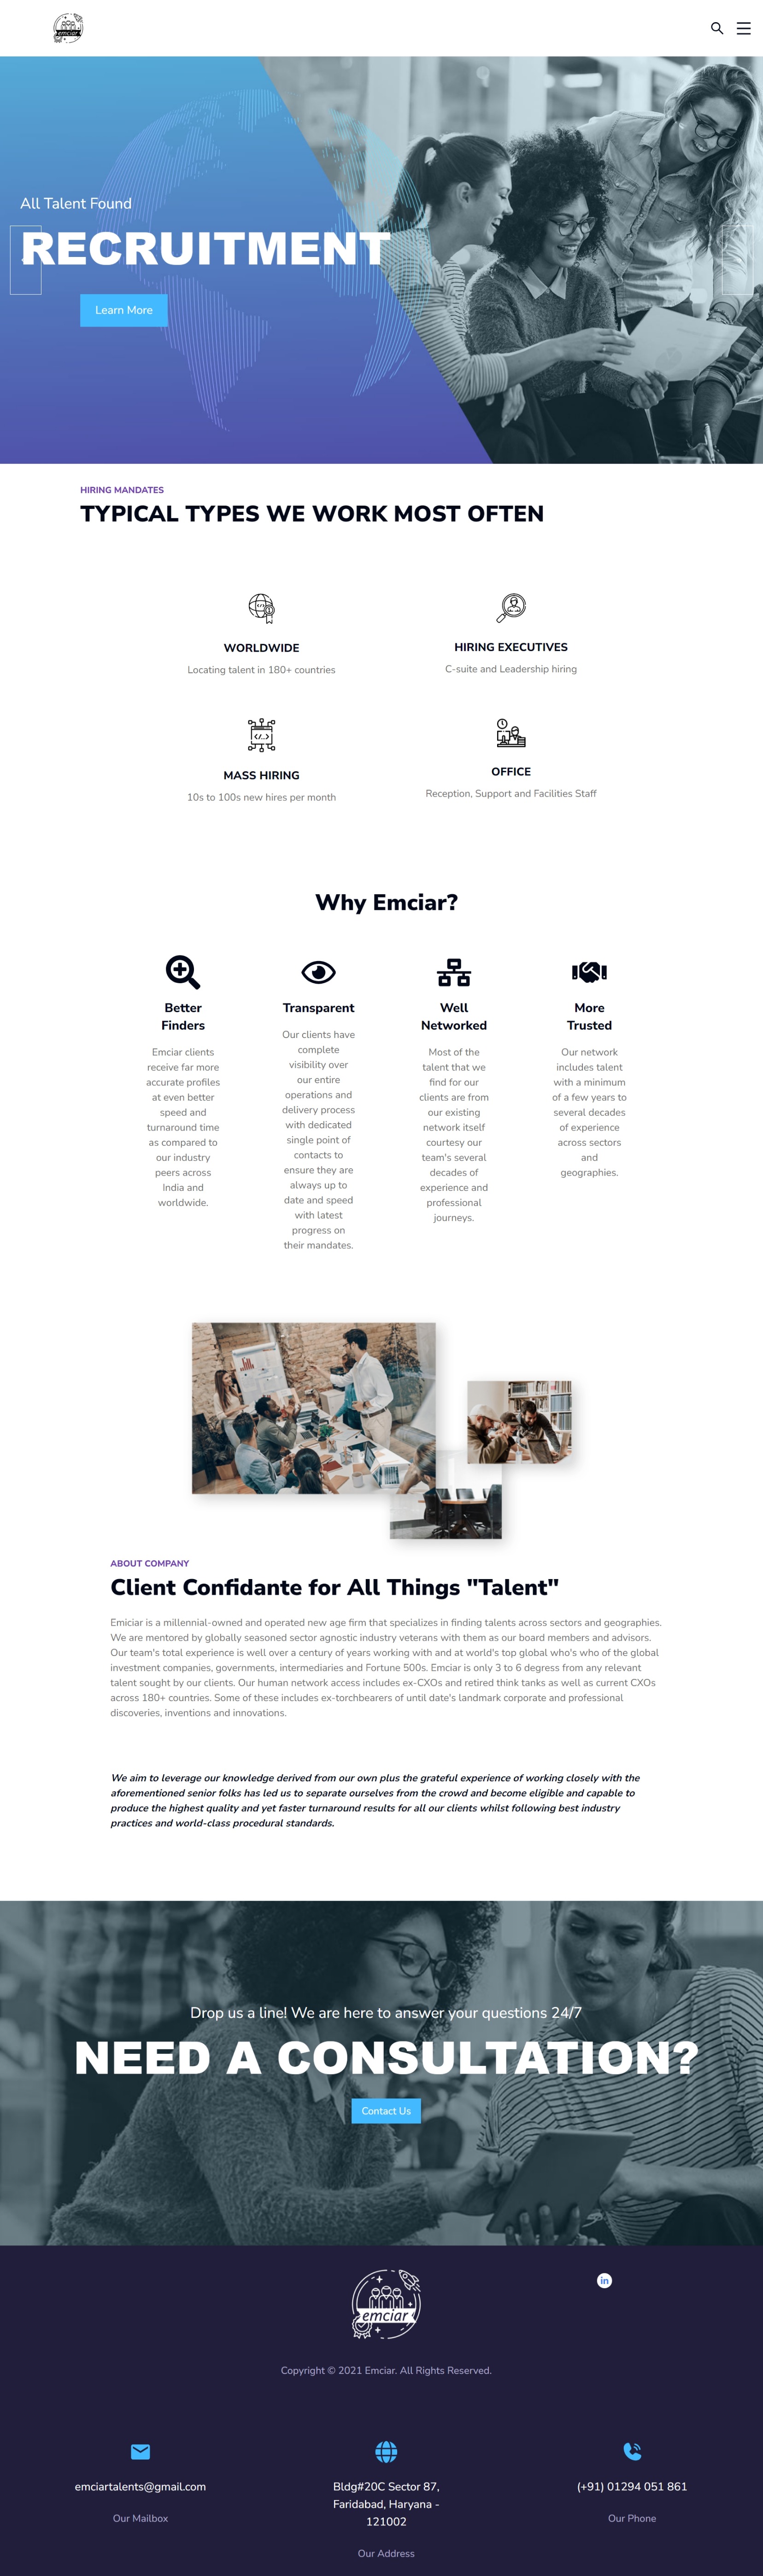 emciar
All Talent Found
RECRUITMENT
Learn More
HIRING MANDATES
TYPICAL TYPES WE WORK MOST OFTEN
WORLDWIDE
Locating talent in 180+ countries
HIRING EXECUTIVES
C-suite and Leadership hiring
MASS HIRING
10s to 100s new hires per month
OFFICE
Reception, Support and Facilities Staff
Why Emciar?
Better
Finders
Emciar clients
receive far more
accurate profiles
at even better
speed and
turnaround time
as compared to
our industry
peers across
India and
worldwide.
Transparent
Our clients have
complete
visibility over
our entire
operations and
delivery process
with dedicated
single point of
contacts to
ensure they are
always up to
date and speed
with latest
progress on
their mandates.
Well
Networked
Most of the
talent that we
find for our
clients are from
our existing
network itself
courtesy our
team's several
decades of
experience and
professional
journeys.
More
Trusted
Our network
includes talent
with a minimum
of a few years to
several decades
of experience
across sectors
and
geographies.
ABOUT COMPANY
Client Confidante for All Things "Talent"
Emiciar is a millennial-owned and operated new age firm that specializes in finding talents across sectors and geographies.
We are mentored by globally seasoned sector agnostic industry veterans with them as our board members and advisors.
Our team's total experience is well over a century of years working with and at world's top global who's who of the global
investment companies, governments, intermediaries and Fortune 500s. Emciar is only 3 to 6 degress from any relevant
talent sought by our clients. Our human network access includes ex-CXOs and retired think tanks as well as current CXOs
across 180+ countries. Some of these includes ex-torchbearers of until date's landmark corporate and professional
discoveries, inventions and innovations.
We aim to leverage our knowledge derived from our own plus the grateful experience of working closely with the
aforementioned senior folks has led us to separate ourselves from the crowd and become eligible and capable to
produce the highest quality and yet faster turnaround results for all our clients whilst following best industry
practices and world-class procedural standards.
Drop us a line! We are here to answer your questions 24/7
NEED A CONSULTATION?
Contact Us
emciar
in
Copyright © 2021 Emciar. All Rights Reserved.
emciartalents@gmail.com
Our Mailbox
Bldg#20C Sector 87,
Faridabad, Haryana -
121002
Our Address
(+91) 01294 051 861
Our Phone